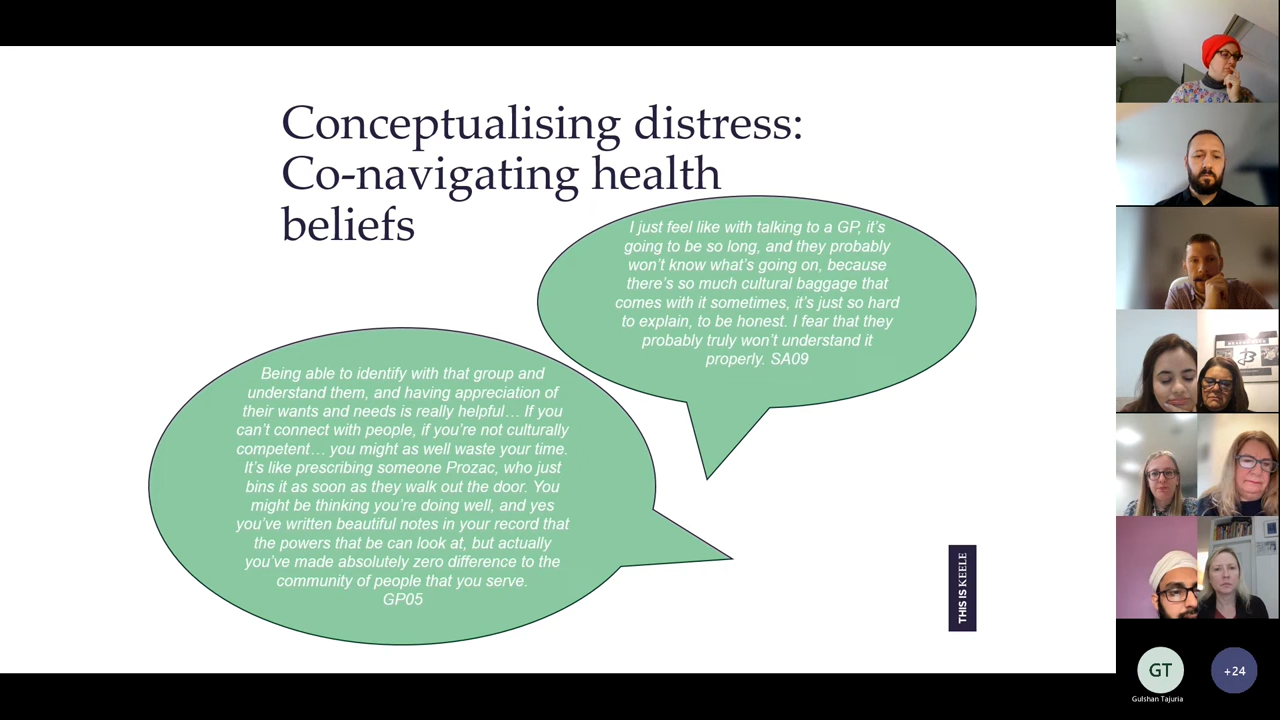 Conceptualising distress:
Co-navigating health
beliefs
I just feel like with talking to a GP, it's
going to be so long, and they probably
won't know what's going on, because
there's so much cultural baggage that
comes with it sometimes, it's just so hard
to explain, to be honest. I fear that they
probably truly won't understand it
properly. SA09
Being able to identify with that group and
understand them, and having appreciation of
their wants and needs is really helpful… If you
can't connect with people, if you're not culturally
competent… you might as well waste your time.
It's like prescribing someone Prozac, who just
bins it as soon as they walk out the door. You
might be thinking you're doing well, and yes
you've written beautiful notes in your record that
the powers that be can look at, but actually
you've made absolutely zero difference to the
community of people that you serve.
GP05
THIS IS KEELE
GT
+24
Gulshan Tajuria